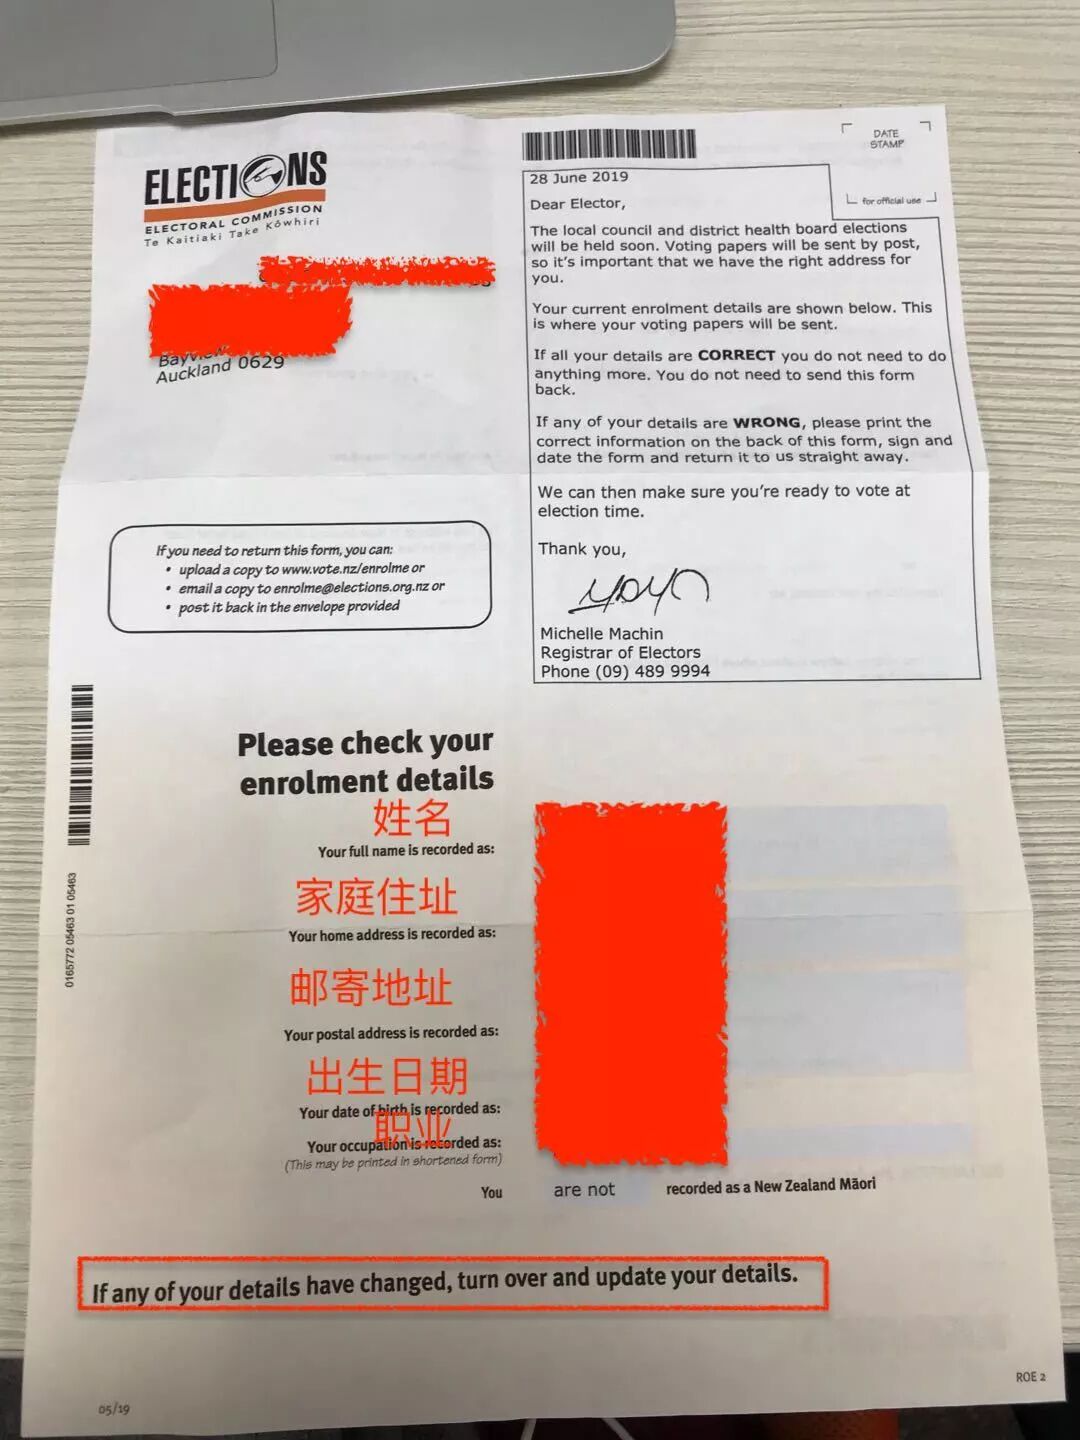 ELECTIONS
ELECTORAL COMMISSION
Te Kaitiaki Take Kōwhiri
Auckland 0629
DATE
STAMP
for official use
28 June 2019
Dear Elector,
The local council and district health board elections
will be held soon. Voting papers will be sent by post,
so it's important that we have the right address for
you.
Your current enrolment details are shown below. This
is where your voting papers will be sent.
If all your details are CORRECT you do not need to do
anything more. You do not need to send this form
back.
If any of your details are WRONG, please print the
correct information on the back of this form, sign and
date the form and return it to us straight away.
We can then make sure you're ready to vote at
election time.
Thank you,
Michelle Machin
Registrar of Electors
Phone (09) 489 9994
If you need to return this form, you can:
• upload a copy to www.vote.nz/enrolme or
• email a copy to enrolme@elections.org.nz or
• post it back in the envelope provided
0165772 05463 01 05463
Please check your
enrolment details
姓名
Your full name is recorded as:
家庭住址
Your home address is recorded as:
邮寄地址
Your postal address is recorded as:
出生日期
Your date of birth is recorded as:
职业
Your occupation is recorded as:
(This may be printed in shortened form)
You are not recorded as a New Zealand Māori
If any of your details have changed, turn over and update your details.
05/19
ROE 2